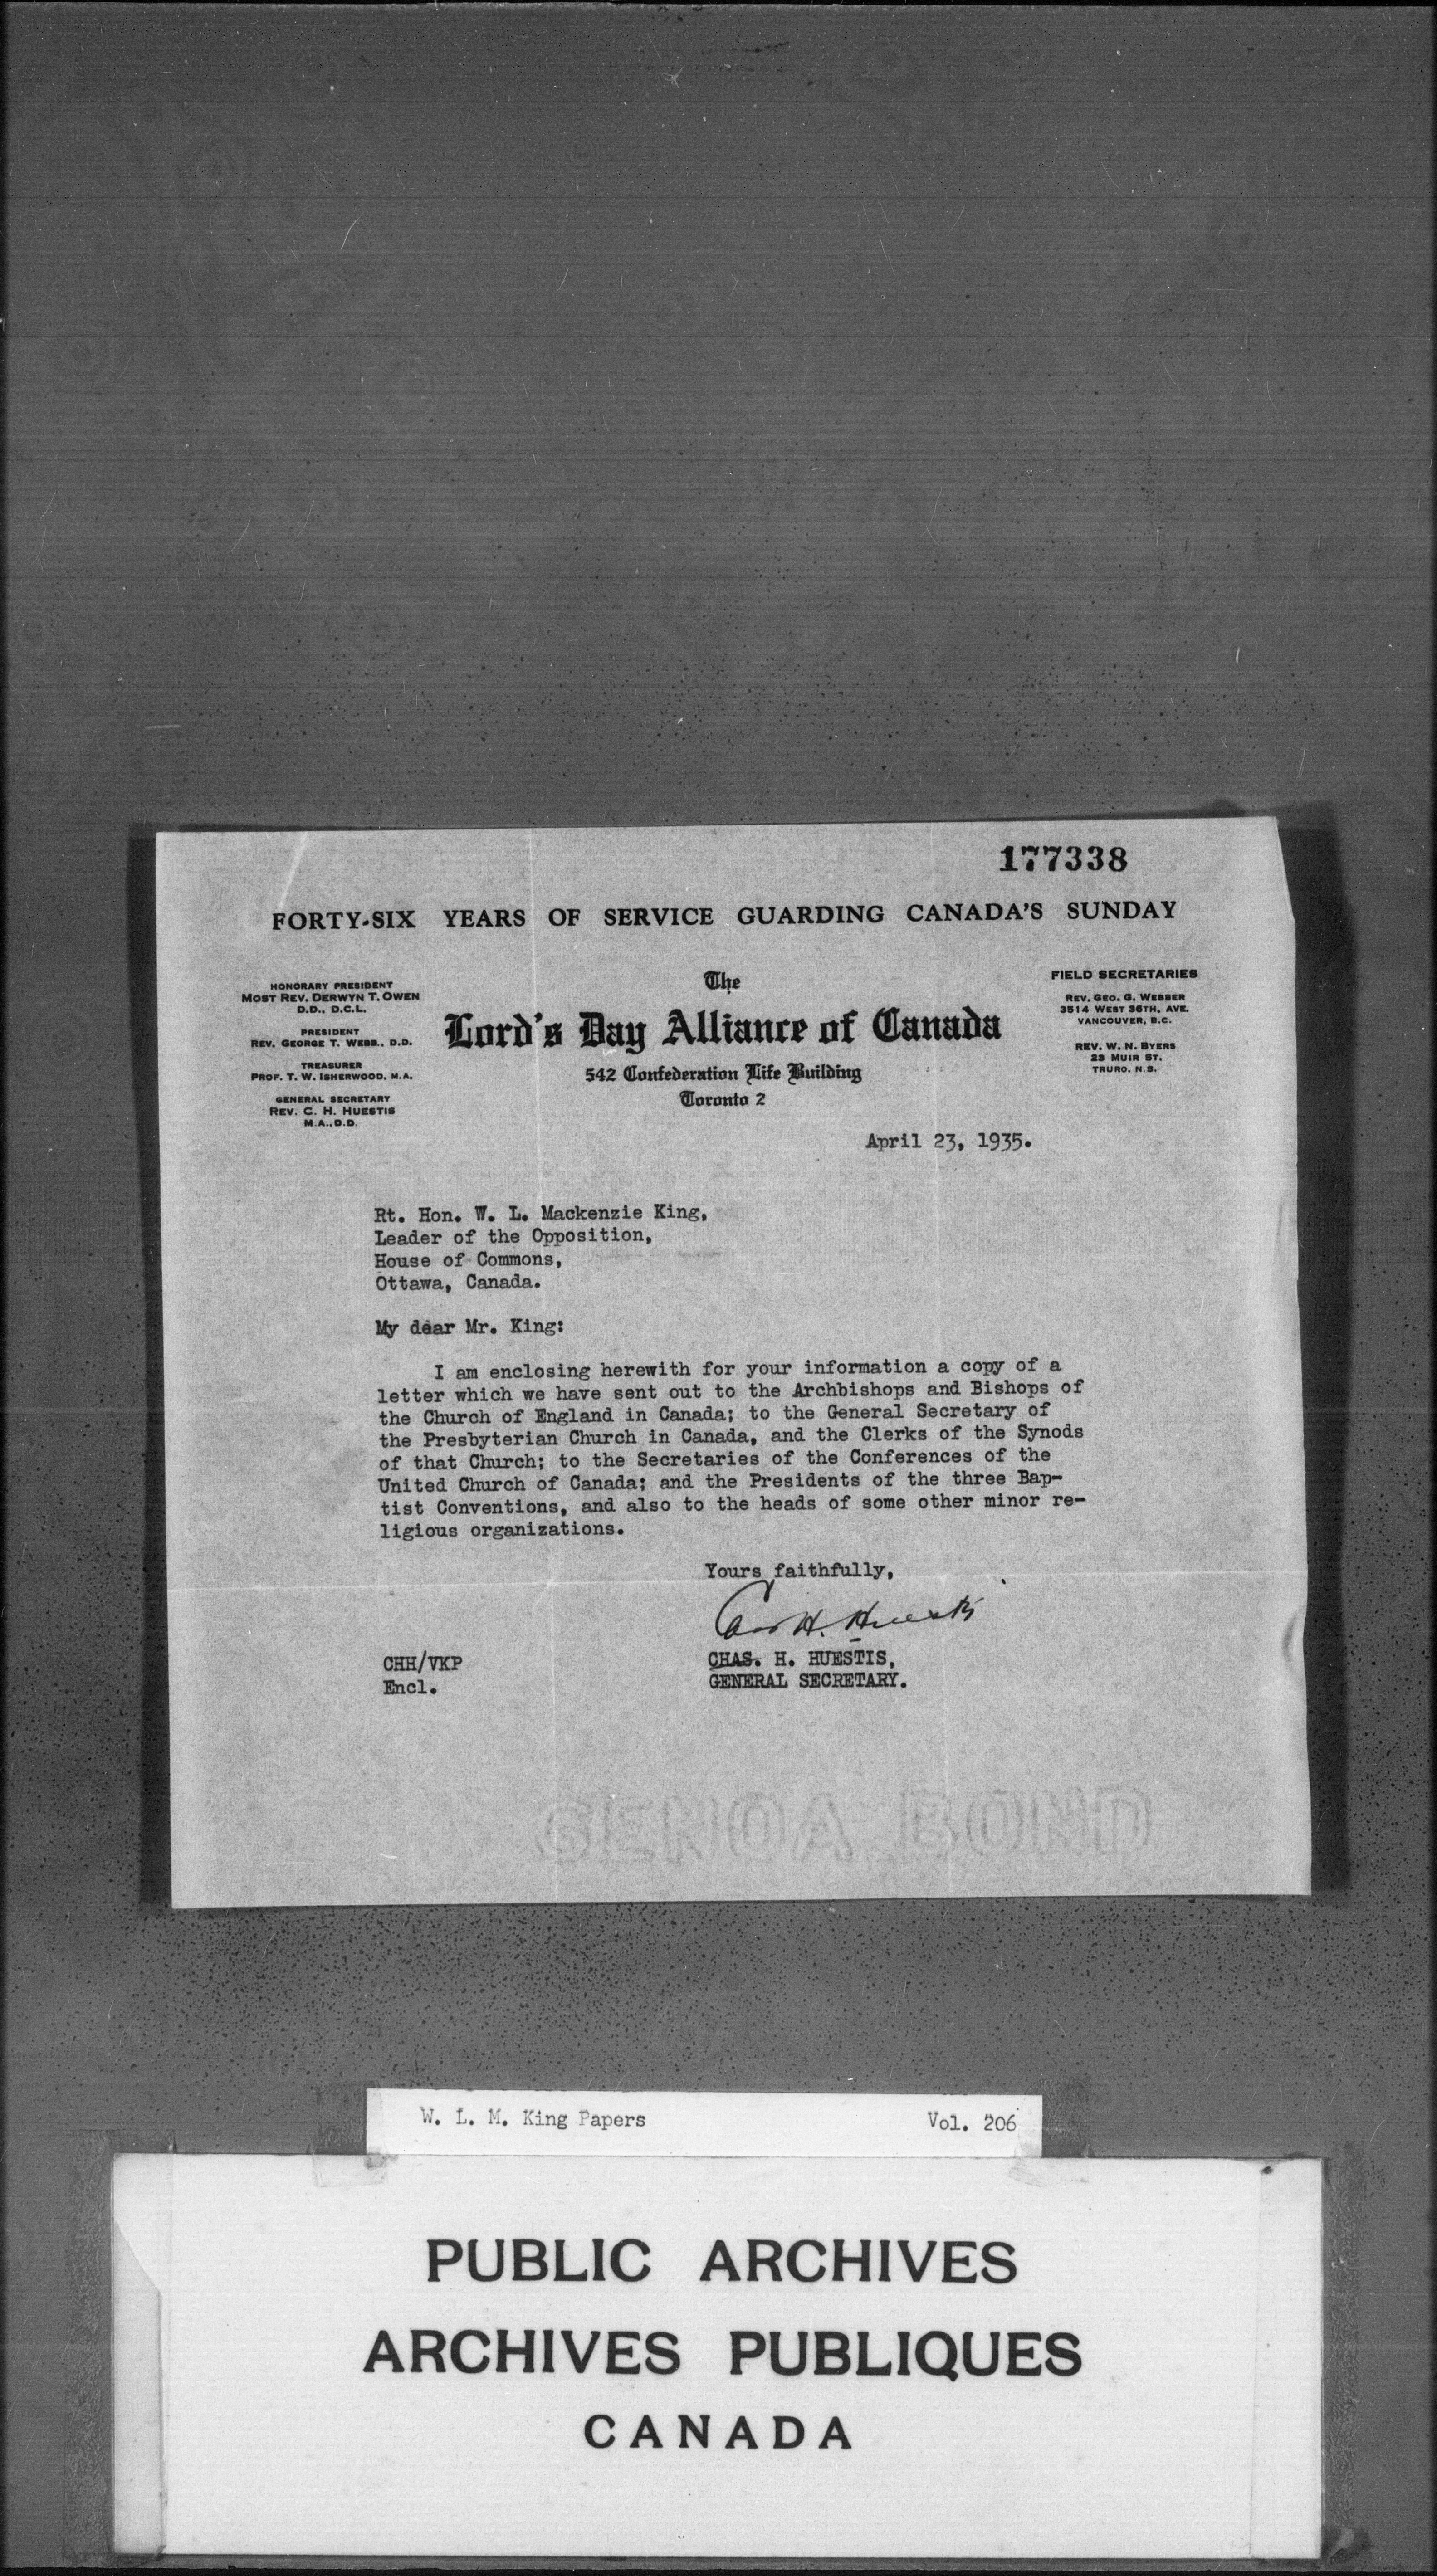 177338
FORTY-SIX YEARS OF SERVICE GUARDING CANADA'S SUNDAY
HONORARY PRESIDENT
MOST REV. DERWYN T. OWEN
D.D., D.C.L.
PRESIDENT
REV. GEORGE T. WEBB., D.D.
TREASURER
PROF. T. W. ISHERWOOD, M.A.
GENERAL SECRETARY
REV. C. H. HUESTIS
M.A., D.D.
The
Lord's Day Alliance of Canada
542 Confederation Life Building
Toronto 2
FIELD SECRETARIES
REV. GEO. G. WEBBER
3514 WEST 36TH, AVE.
VANCOUVER, B.C.
REV. W. N. BYERS
23 MUIR ST.
TRURO, N.S.
April 23, 1935.
Rt. Hon. W. L. Mackenzie King,
Leader of the Opposition,
House of Commons,
Ottawa, Canada.
My dear Mr. King:
I am enclosing herewith for your information a copy of a
letter which we have sent out to the Archbishops and Bishops of
the Church of England in Canada; to the General Secretary of
the Presbyterian Church in Canada, and the Clerks of the Synods
of that Church; to the Secretaries of the Conferences of the
United Church of Canada; and the Presidents of the three Bap-
tist Conventions, and also to the heads of some other minor re-
ligious organizations.
Yours faithfully,
Chas H. Huestis
CHAS. H. HUESTIS,
GENERAL SECRETARY.
CHH/VKP
Encl.
GENOA BOND
W. L. M. King Papers Vol. 206
PUBLIC ARCHIVES
ARCHIVES PUBLIQUES
CANADA